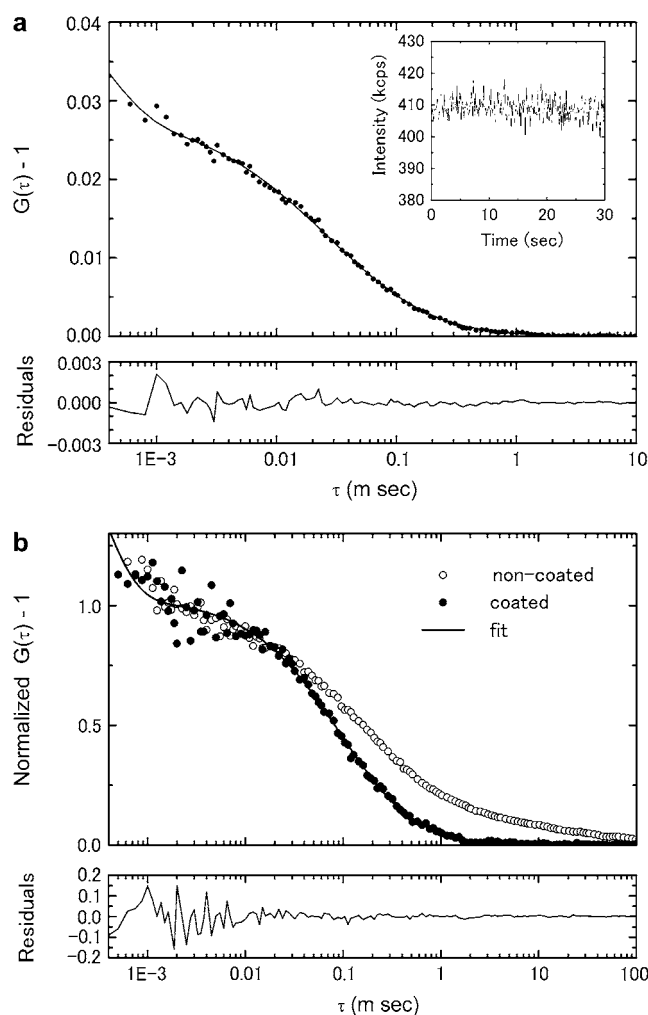 a
0.04
0.03
0.02
0.01
0.00
G(τ) - 1
430
420
410
400
390
380
Intensity (kcps)
0 10 20 30
Time (sec)
0.003
0.000
-0.003
Residuals
1E-3 0.01 0.1 1 10
τ (m sec)
b
1.0
0.5
0.0
Normalized G(τ) - 1
non-coated
coated
fit
0.2
0.1
0.0
-0.1
-0.2
Residuals
1E-3 0.01 0.1 1 10 100
τ (m sec)